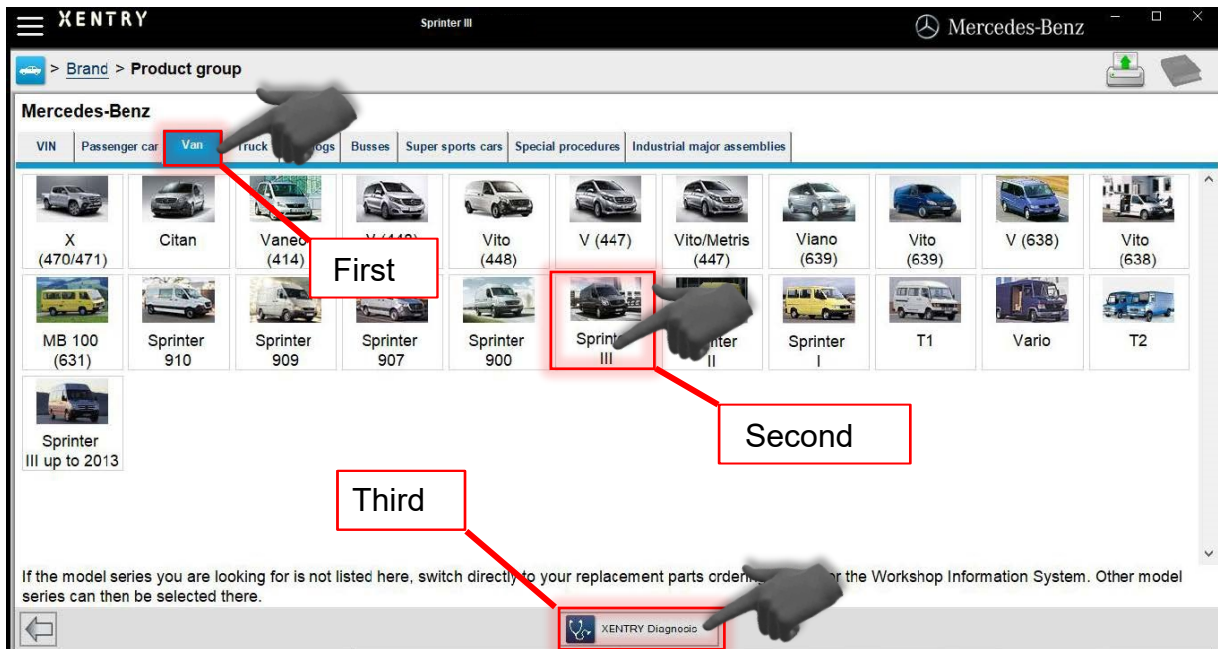 XENTRY
Sprinter III
Mercedes-Benz
> Brand > Product group
Mercedes-Benz
VIN Passenger car Van Truck Busses Super sports cars Special procedures Industrial major assemblies
X Citan Vaneo Vito V (447) Vito/Metris Viano Vito V (638) Vito
(470/471) (414) (448) (447) (639) (639) (638)
First
MB 100 Sprinter Sprinter Sprinter Sprinter Sprinter T1 Vario T2
(631) 910 909 907 900 III II I
Second
Sprinter
III up to 2013
Third
If the model series you are looking for is not listed here, switch directly to your replacement parts ordering or the Workshop Information System. Other model
series can then be selected there.
XENTRY Diagnosis